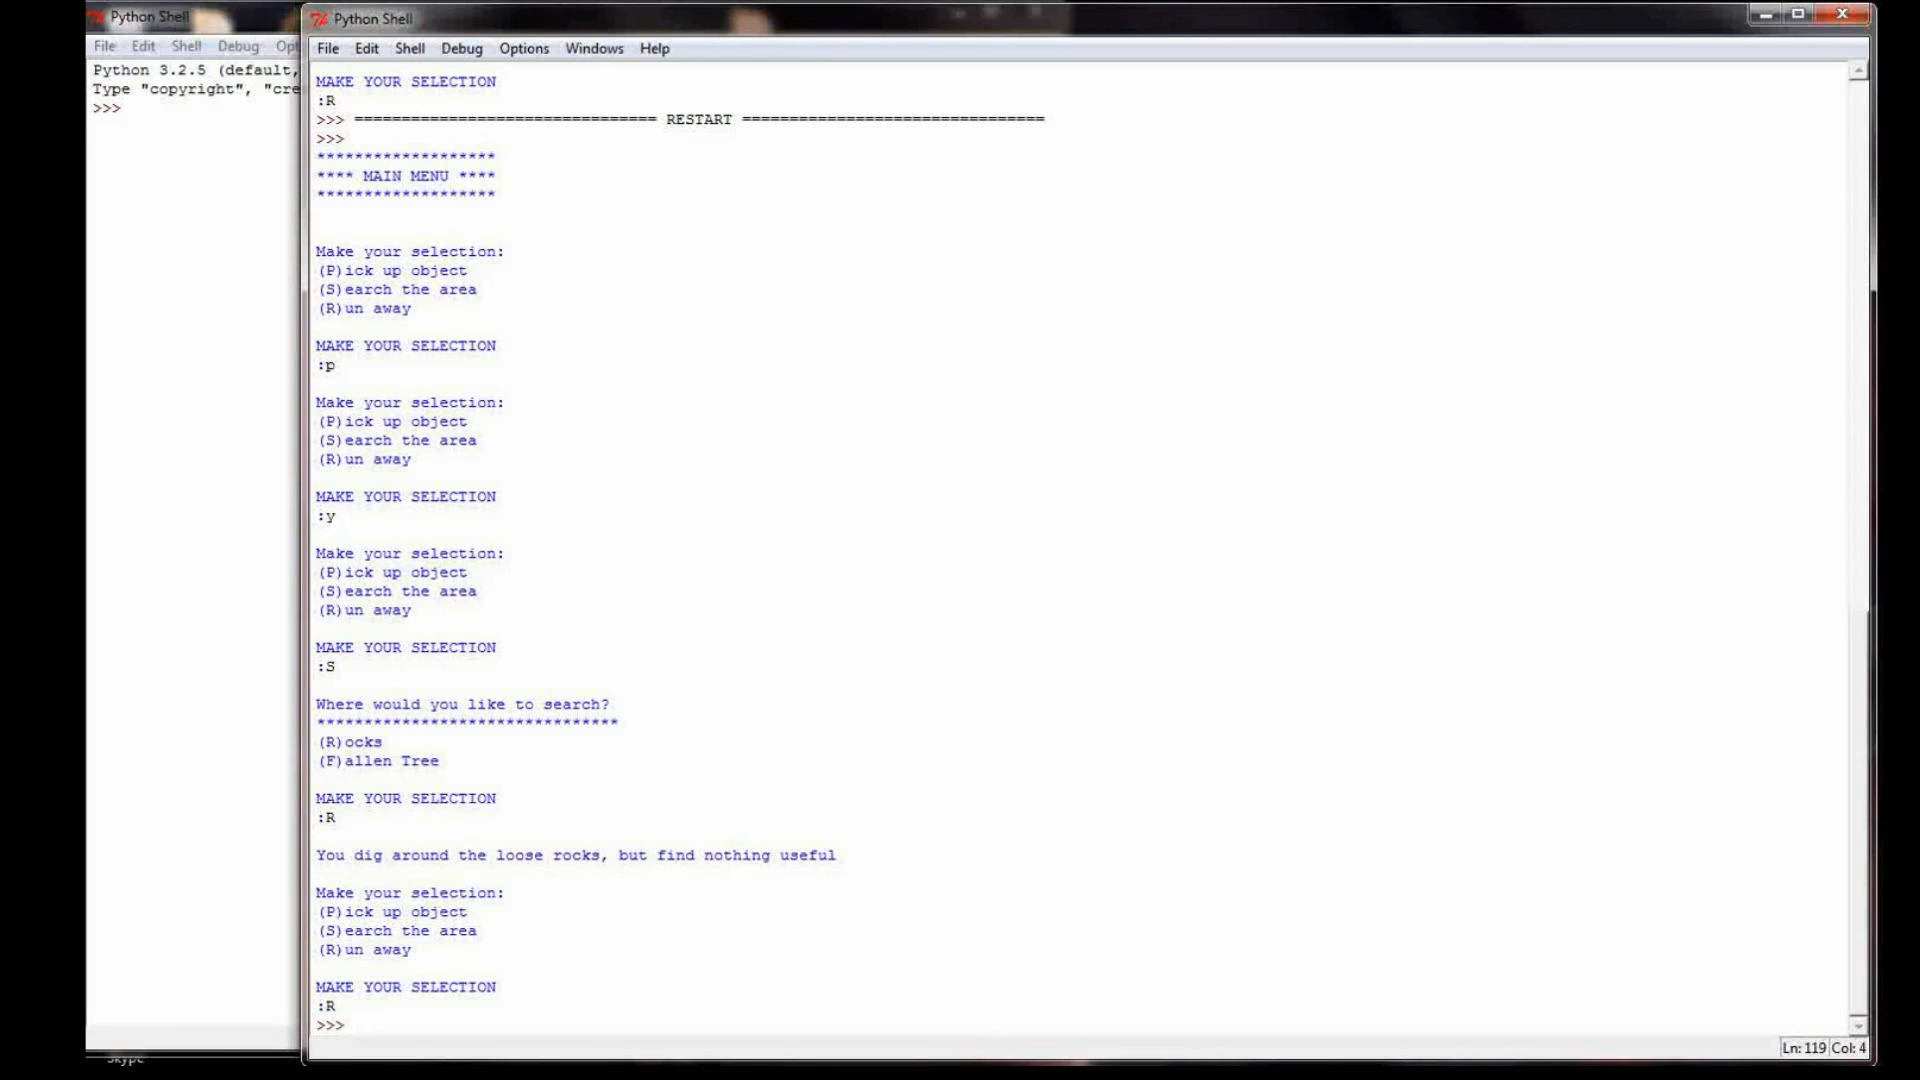 Python Shell
File Edit Shell Debug
Python 3.2.5 (default,
Type "copyright", "cre
>>>
Python Shell
File Edit Shell Debug Options Windows Help
MAKE YOUR SELECTION
:R
>>> ================================ RESTART ================================
>>>
*******************
**** MAIN MENU ****
*******************
Make your selection:
(P)ick up object
(S)earch the area
(R)un away
MAKE YOUR SELECTION
:p
Make your selection:
(P)ick up object
(S)earch the area
(R)un away
MAKE YOUR SELECTION
:y
Make your selection:
(P)ick up object
(S)earch the area
(R)un away
MAKE YOUR SELECTION
:S
Where would you like to search?
********************************
(R)ocks
(F)allen Tree
MAKE YOUR SELECTION
:R
You dig around the loose rocks, but find nothing useful
Make your selection:
(P)ick up object
(S)earch the area
(R)un away
MAKE YOUR SELECTION
:R
>>>
Ln: 119 Col: 4
Skype